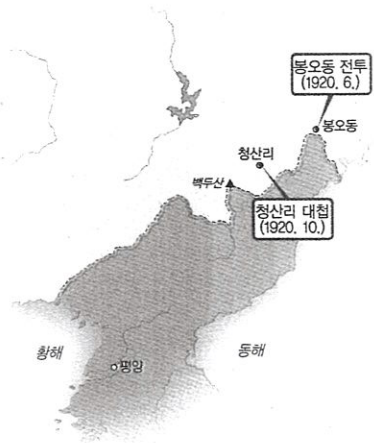 봉오동 전투
(1920. 6.)
봉오동
청산리
백두산
청산리 대첩
(1920. 10.)
황해
평양
동해